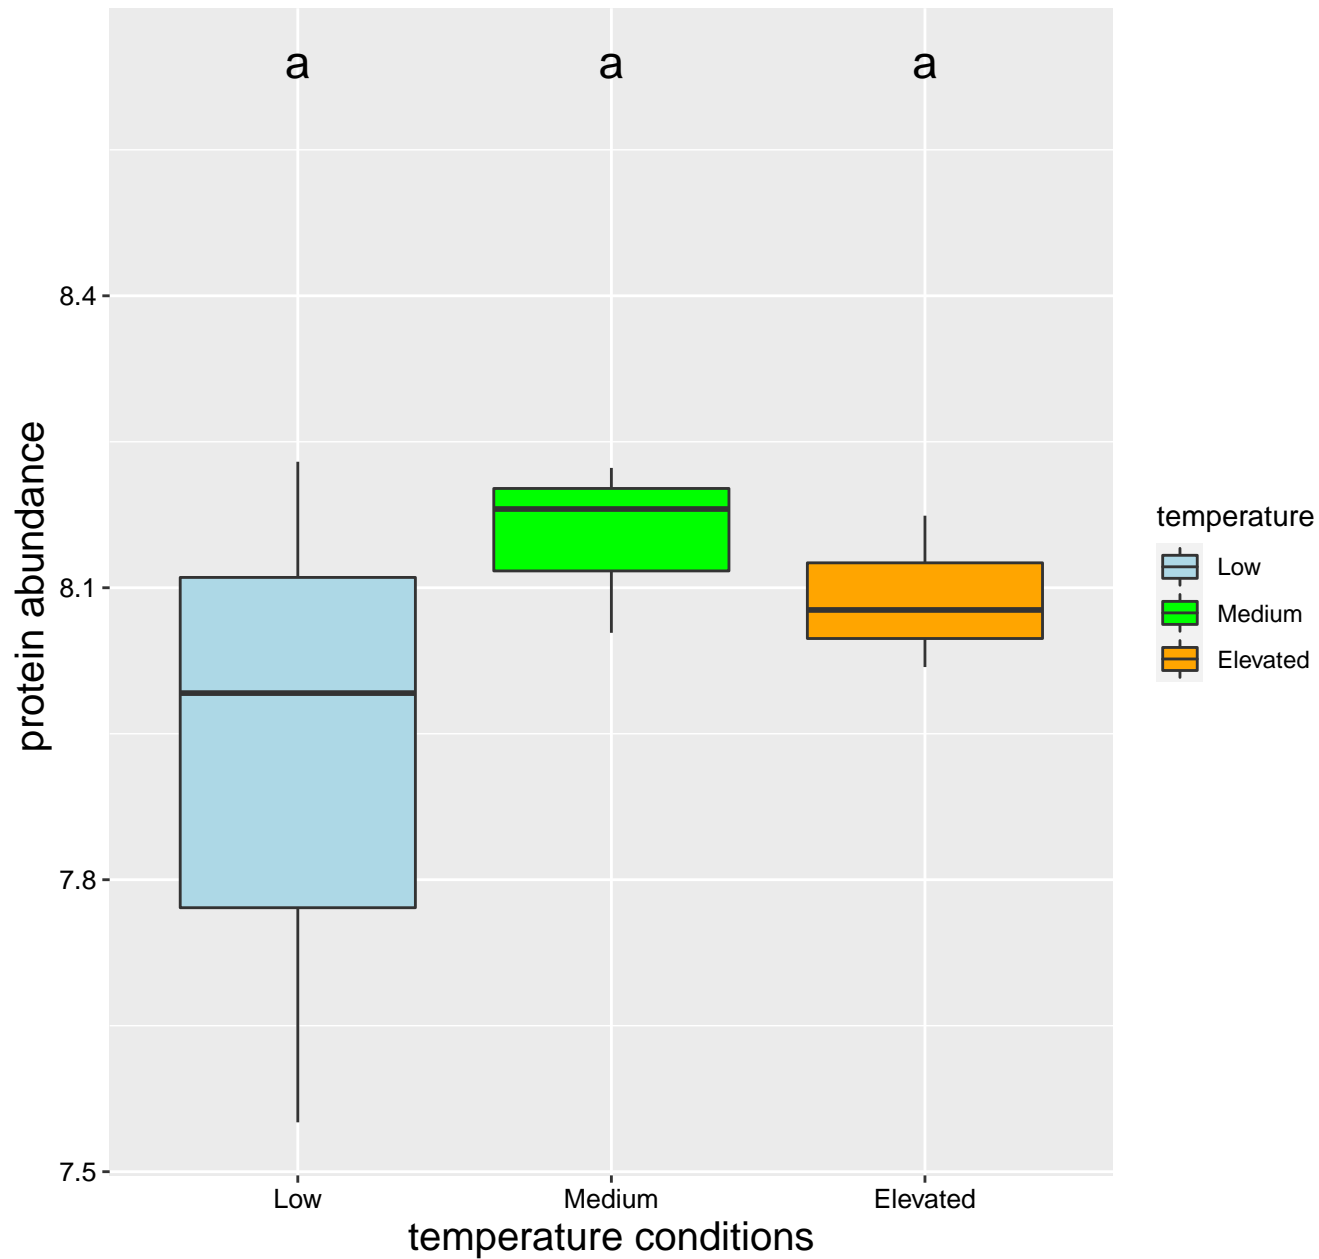 a a a
8.4
8.1
7.8
7.5
protein abundance
Low Medium Elevated
temperature conditions
temperature
Low
Medium
Elevated